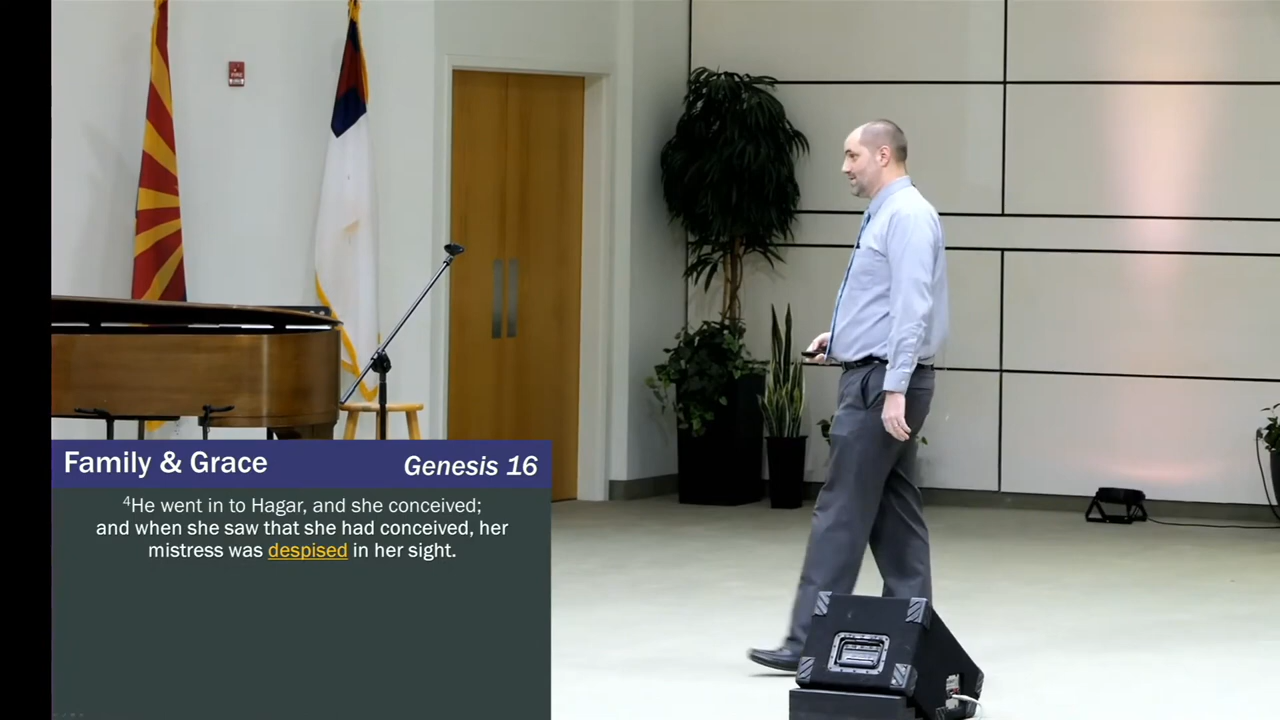 FIRE
Family & Grace
Genesis 16
⁴He went in to Hagar, and she conceived;
and when she saw that she had conceived, her
mistress was despised in her sight.